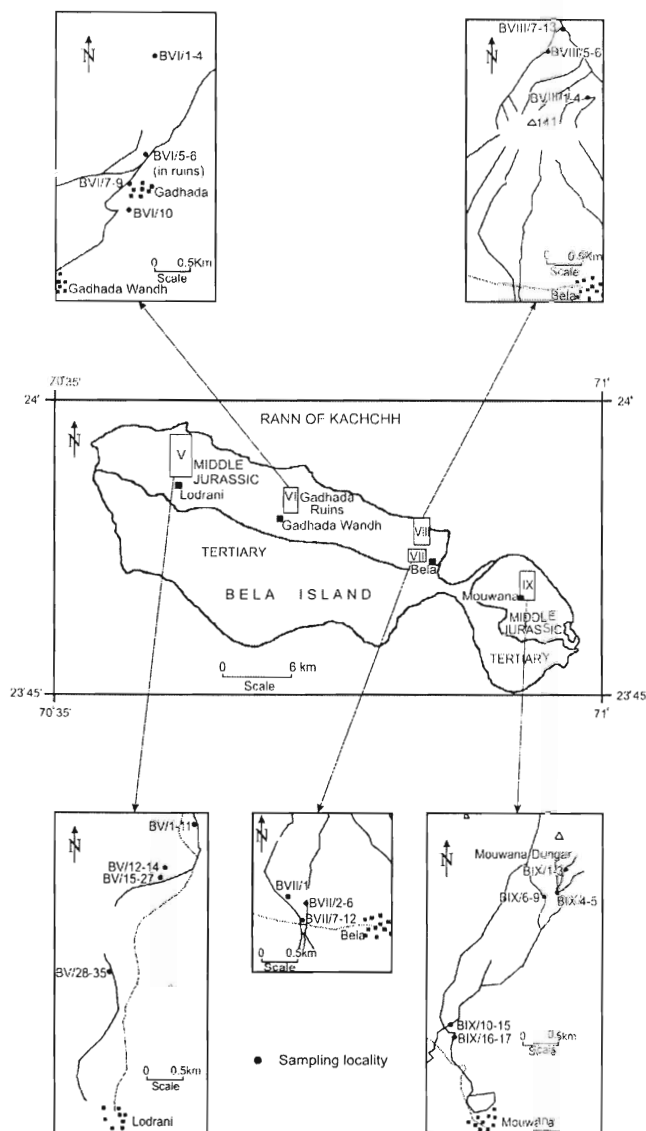 N
BVI/1-4
BVI/5-6
(in ruins)
BVI/7-9
Gadhada
BVI/10
0 0.5Km
Scale
Gadhada Wandh
N
BVIII/7-13
BVIII/5-6
BVIII/1-4
0 0.5Km
Scale
Bela
70°35'
71°
24°
24°
RANN OF KACHCHH
N
V
MIDDLE
JURASSIC
Lodrani
VI
Gadhada
Ruins
Gadhada Wandh
VIII
VII
Bela
TERTIARY
BELA ISLAND
IX
Mouwana
MIDDLE
JURASSIC
TERTIARY
0 6 km
Scale
23°45'
23°45
70°35'
71°
N
BV/1-11
BV/12-14
BV/15-27
BV/28-35
0 0.5km
Scale
Lodrani
N
BVII/1
BVII/2-6
BVII/7-12
Bela
0 0.5km
Scale
Sampling locality
N
Mouwana Dungar
BIX/1-3
BIX/6-9
BIX/4-5
BIX/10-15
BIX/16-17
0 0.5km
Scale
Mouwana